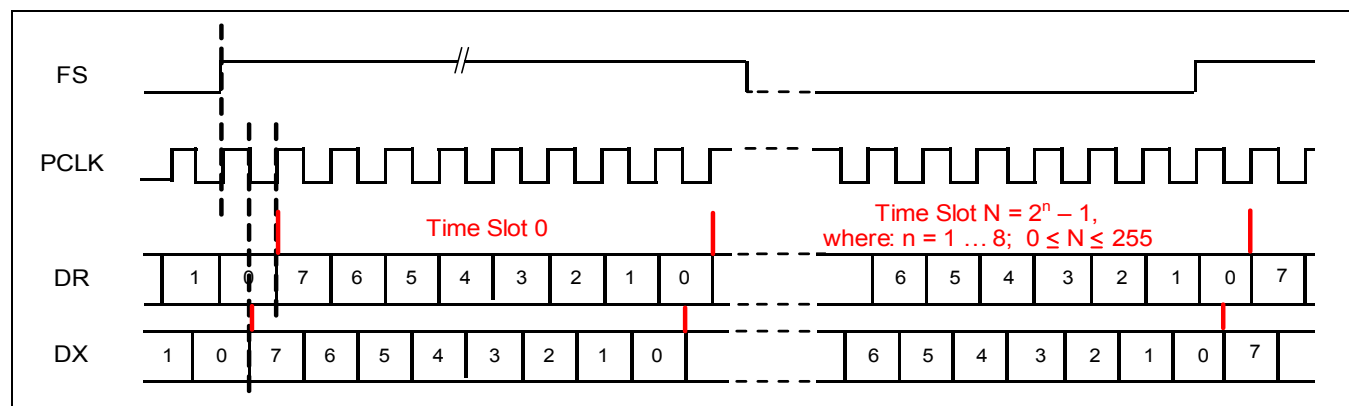 FS
PCLK
Time Slot 0
Time Slot N = 2ⁿ – 1,
where: n = 1 … 8; 0 ≤ N ≤ 255
DR 1 0 7 6 5 4 3 2 1 0 6 5 4 3 2 1 0 7
DX 1 0 7 6 5 4 3 2 1 0 6 5 4 3 2 1 0 7